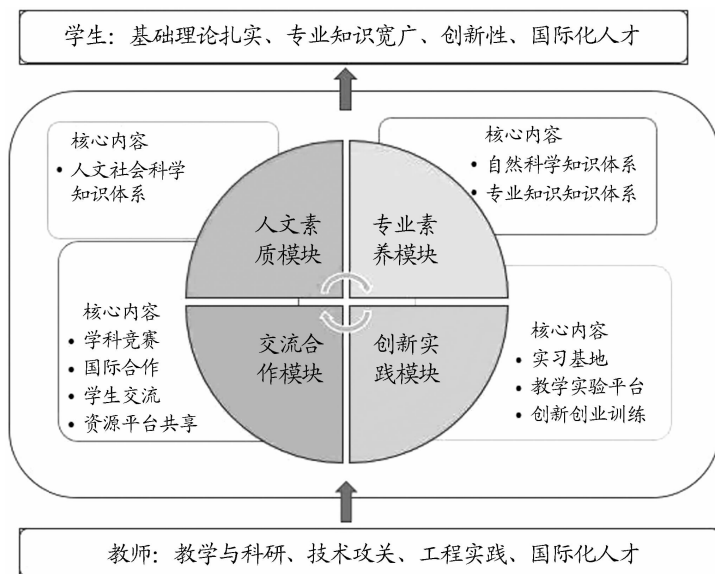 学生：基础理论扎实、专业知识宽广、创新性、国际化人才
核心内容
• 人文社会科学
知识体系
核心内容
• 自然科学知识体系
• 专业知识知识体系
人文素
质模块
专业素
养模块
交流合
作模块
创新实
践模块
核心内容
• 学科竞赛
• 国际合作
• 学生交流
• 资源平台共享
核心内容
• 实习基地
• 教学实验平台
• 创新创业训练
教师：教学与科研、技术攻关、工程实践、国际化人才